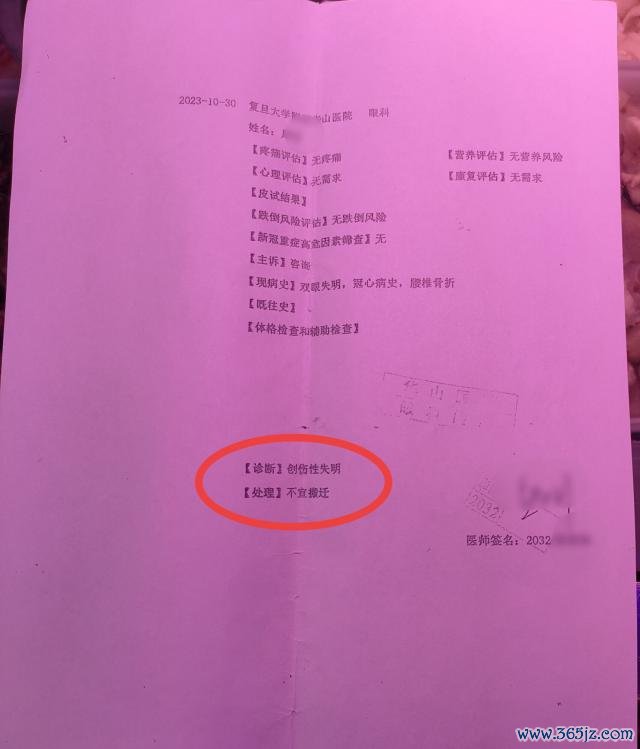 2023-10-30 复旦大学附属华山医院 眼科
姓名:
【疼痛评估】无疼痛 【营养评估】无营养风险
【心理评估】无需求 【康复评估】无需求
【皮试结果】
【跌倒风险评估】无跌倒风险
【新冠重症高危因素筛查】无
【主诉】咨询
【现病史】双眼失明，冠心病史，腰椎骨折
【既往史】
【体格检查和辅助检查】
华山医
眼科
【诊断】创伤性失明
【处理】不宜搬迁
2032
医师签名：2032
www.365jz.com